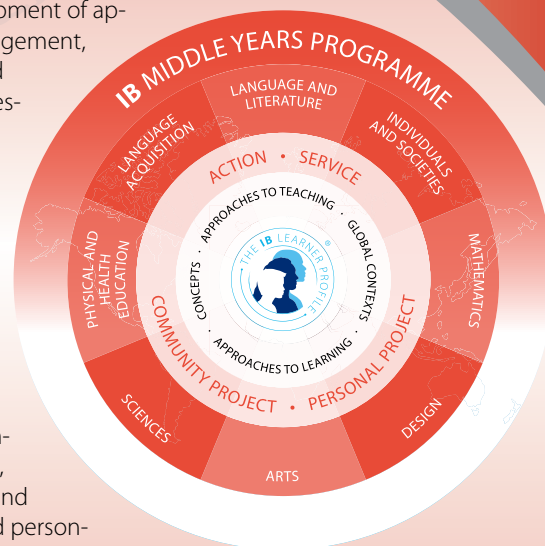 opment of ap-
gement,
d
es-
IB MIDDLE YEARS PROGRAMME
LANGUAGE AND
LITERATURE
LANGUAGE
ACQUISITION
INDIVIDUALS
AND SOCIETIES
PHYSICAL AND
HEALTH
EDUCATION
MATHEMATICS
SCIENCES
DESIGN
ARTS
ACTION • SERVICE
COMMUNITY PROJECT • PERSONAL PROJECT
APPROACHES TO TEACHING · GLOBAL CONTEXTS ·
CONCEPTS · APPROACHES TO LEARNING ·
THE IB LEARNER PROFILE ®
n-
,
nd
d person-